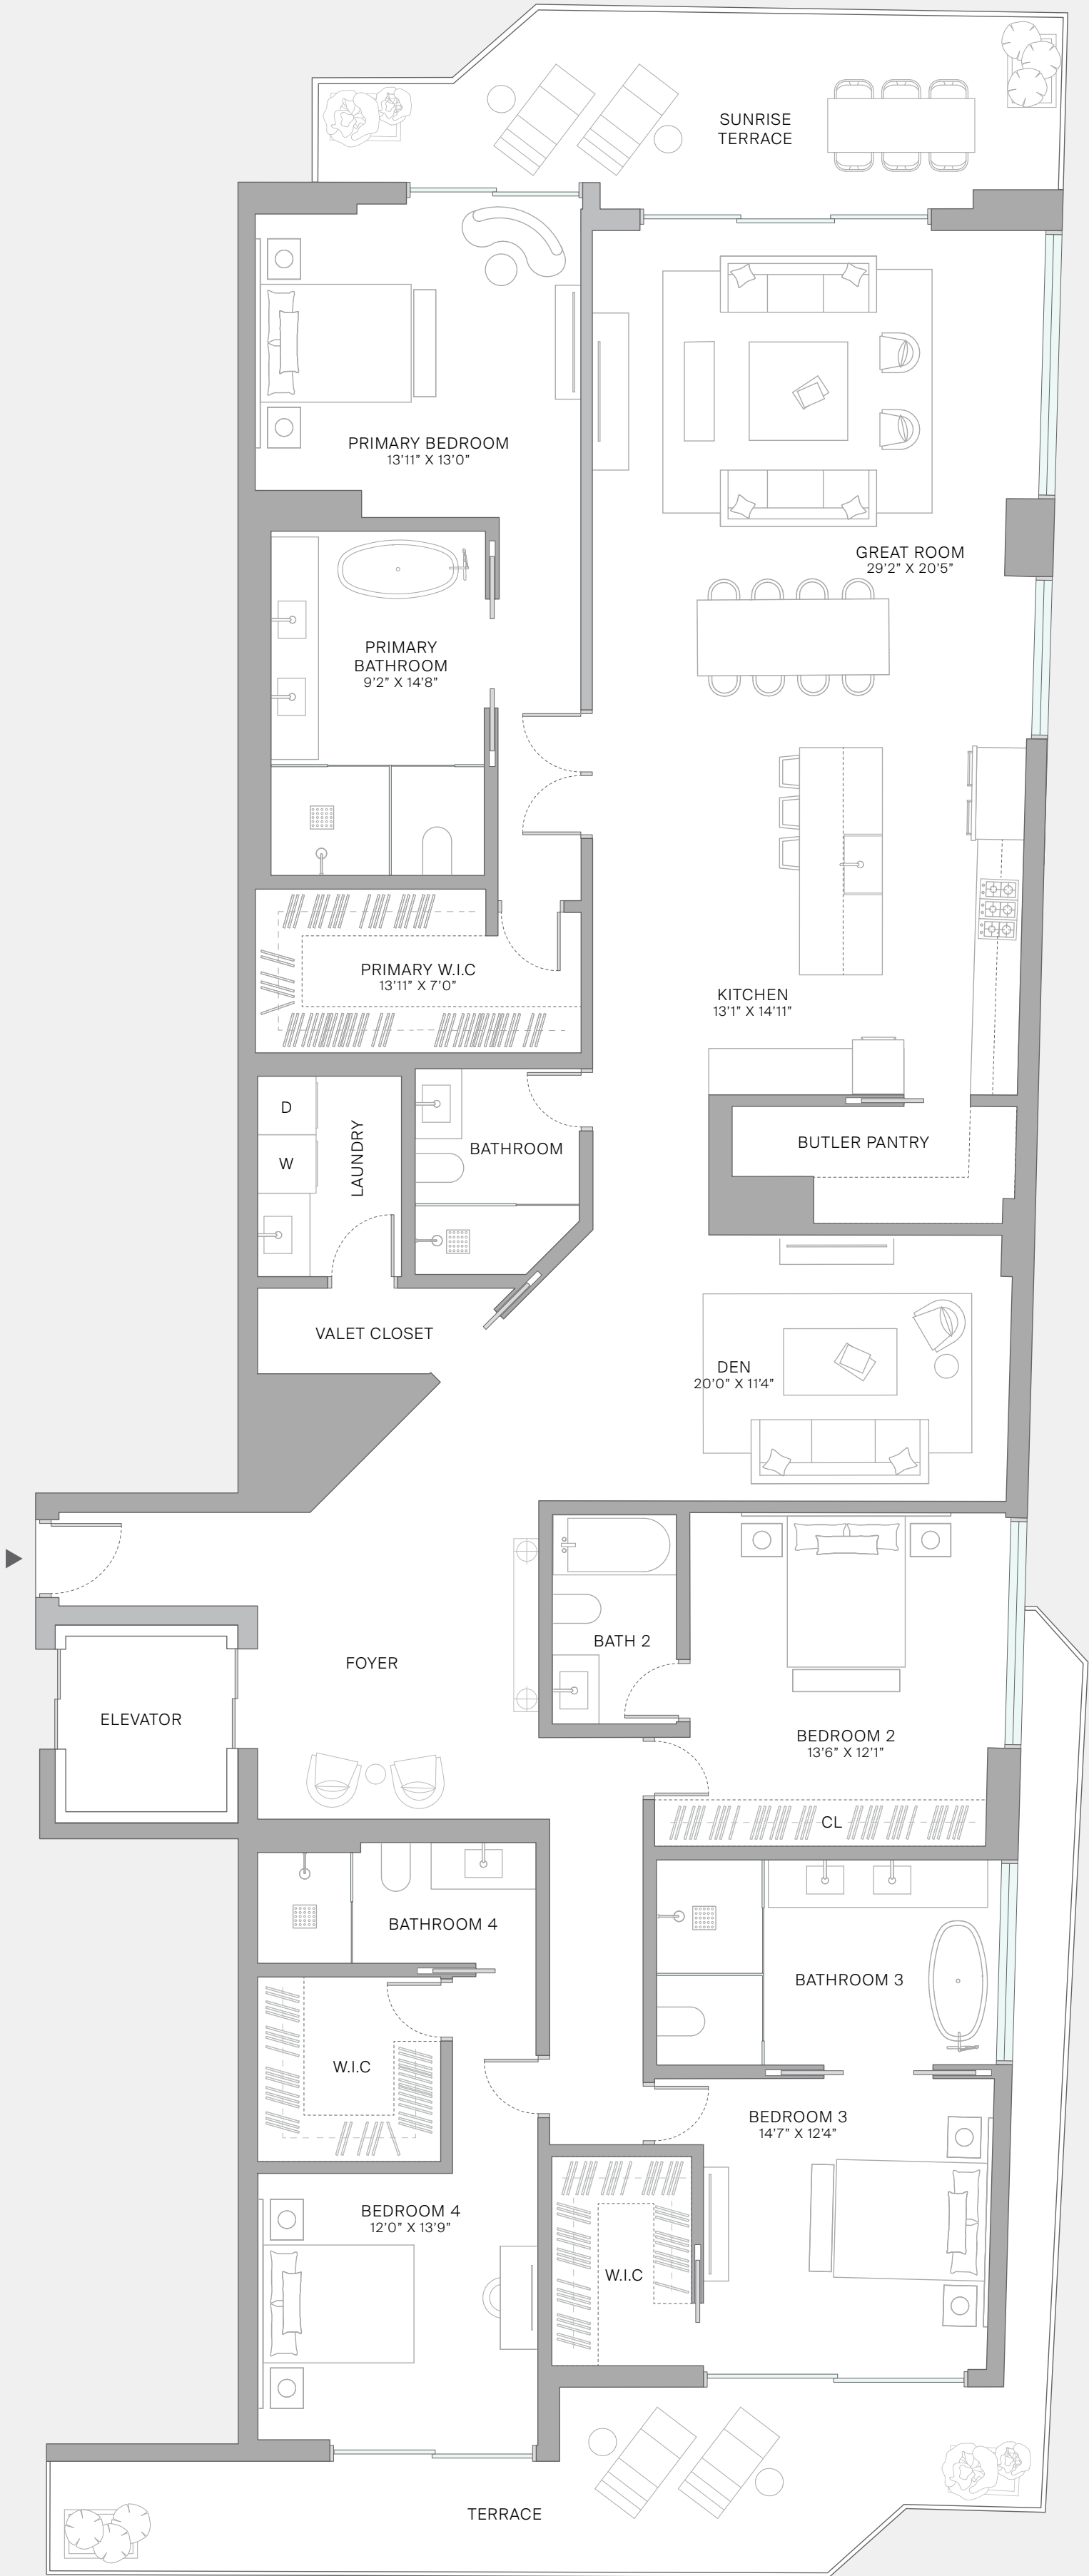 SUNRISE
TERRACE
PRIMARY BEDROOM
13'11" X 13'0"
GREAT ROOM
29'2" X 20'5"
PRIMARY
BATHROOM
9'2" X 14'8"
PRIMARY W.I.C
13'11" X 7'0"
KITCHEN
13'1" X 14'11"
D
W
LAUNDRY
BATHROOM
BUTLER PANTRY
VALET CLOSET
DEN
20'0" X 11'4"
FOYER
BATH 2
ELEVATOR
BEDROOM 2
13'6" X 12'1"
CL
BATHROOM 4
BATHROOM 3
W.I.C
BEDROOM 3
14'7" X 12'4"
BEDROOM 4
12'0" X 13'9"
W.I.C
TERRACE